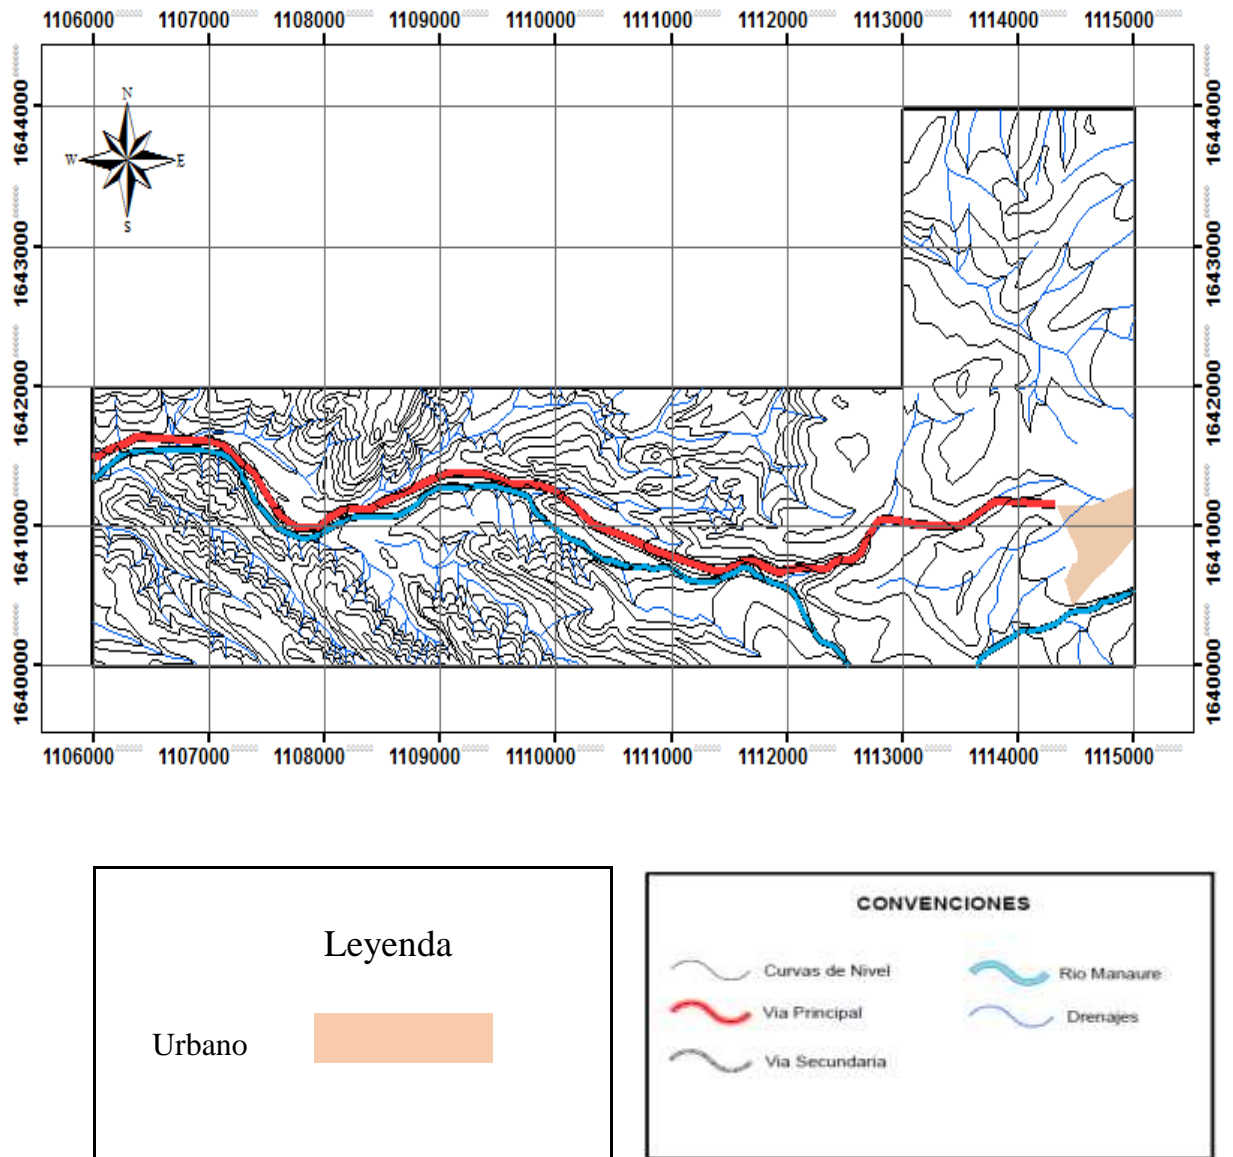 1106000 1107000 1108000 1109000 1110000 1111000 1112000 1113000 1114000 1115000
N
W E
S
1644000 1644000
1643000 1643000
1642000 1642000
1641000 1641000
1640000 1640000
1106000 1107000 1108000 1109000 1110000 1111000 1112000 1113000 1114000 1115000
Leyenda
Urbano
CONVENCIONES
Curvas de Nivel
Via Principal
Via Secundaria
Rio Manaure
Drenajes